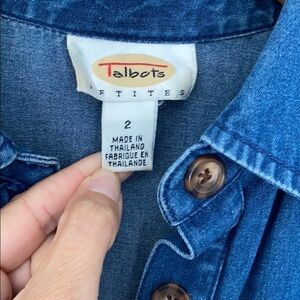 Talbots
PETITES
2
MADE IN
THAILAND
FABRIQUE EN
THAILANDE